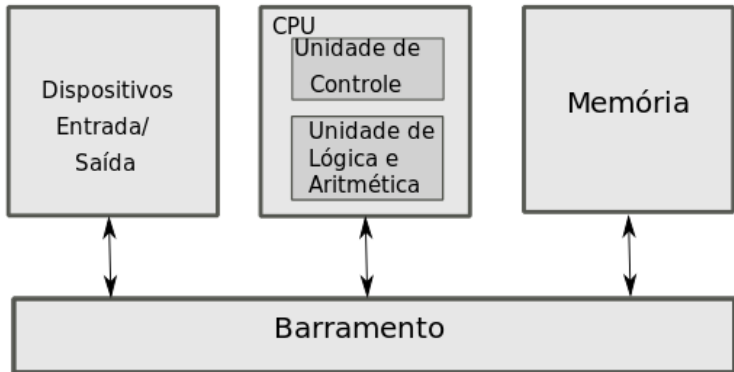 Dispositivos
Entrada/
Saída
CPU
Unidade de
Controle
Unidade de
Lógica e
Aritmética
Memória
Barramento